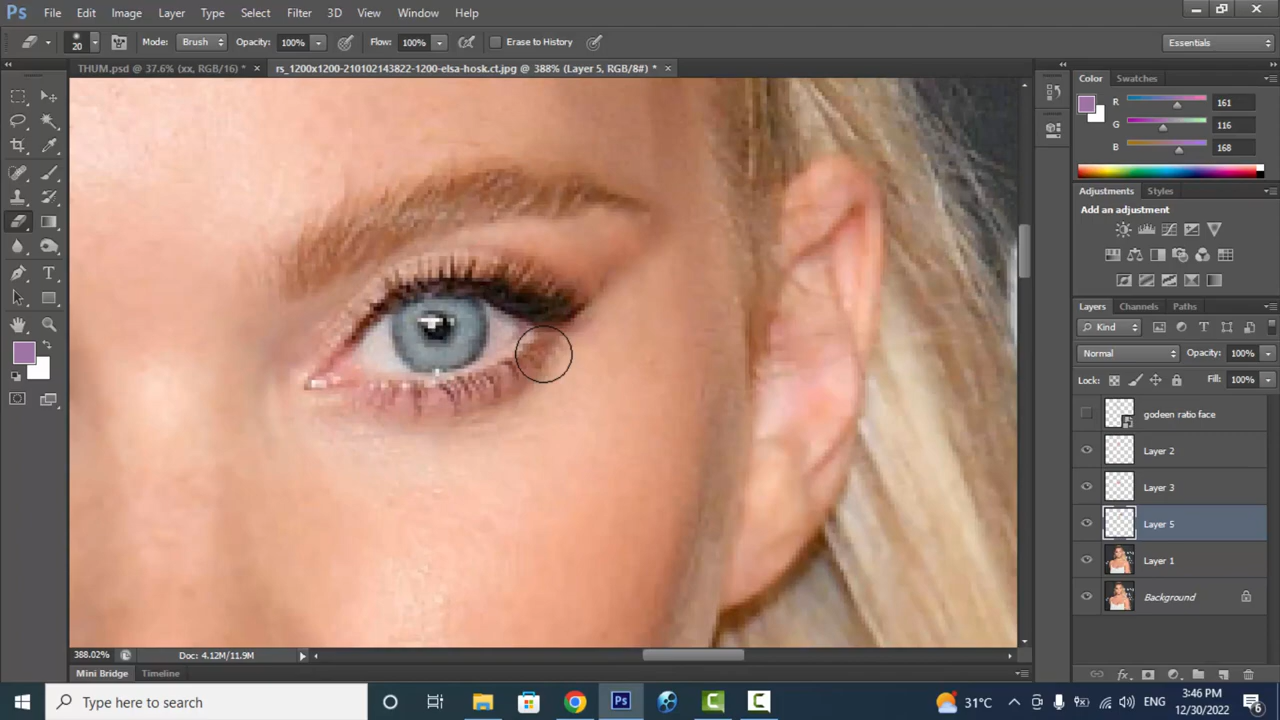 Ps File Edit Image Layer Type Select Filter 3D View Window Help
20 Mode: Brush Opacity: 100% Flow: 100% Erase to History Essentials
THUM.psd @ 37.6% (xx, RGB/16) * × rs_1200x1200-210102143822-1200-elsa-hosk.ct.jpg @ 388% (Layer 5, RGB/8#) * ×
Color Swatches
R 161
G 116
B 168
Adjustments Styles
Add an adjustment
Layers Channels Paths
Kind
Normal Opacity: 100%
Lock: Fill: 100%
godeen ratio face
Layer 2
Layer 3
Layer 5
Layer 1
Background
388.02% Doc: 4.12M/11.9M
Mini Bridge Timeline
Type here to search
Ps
31°C ENG
3:46 PM
12/30/2022
6